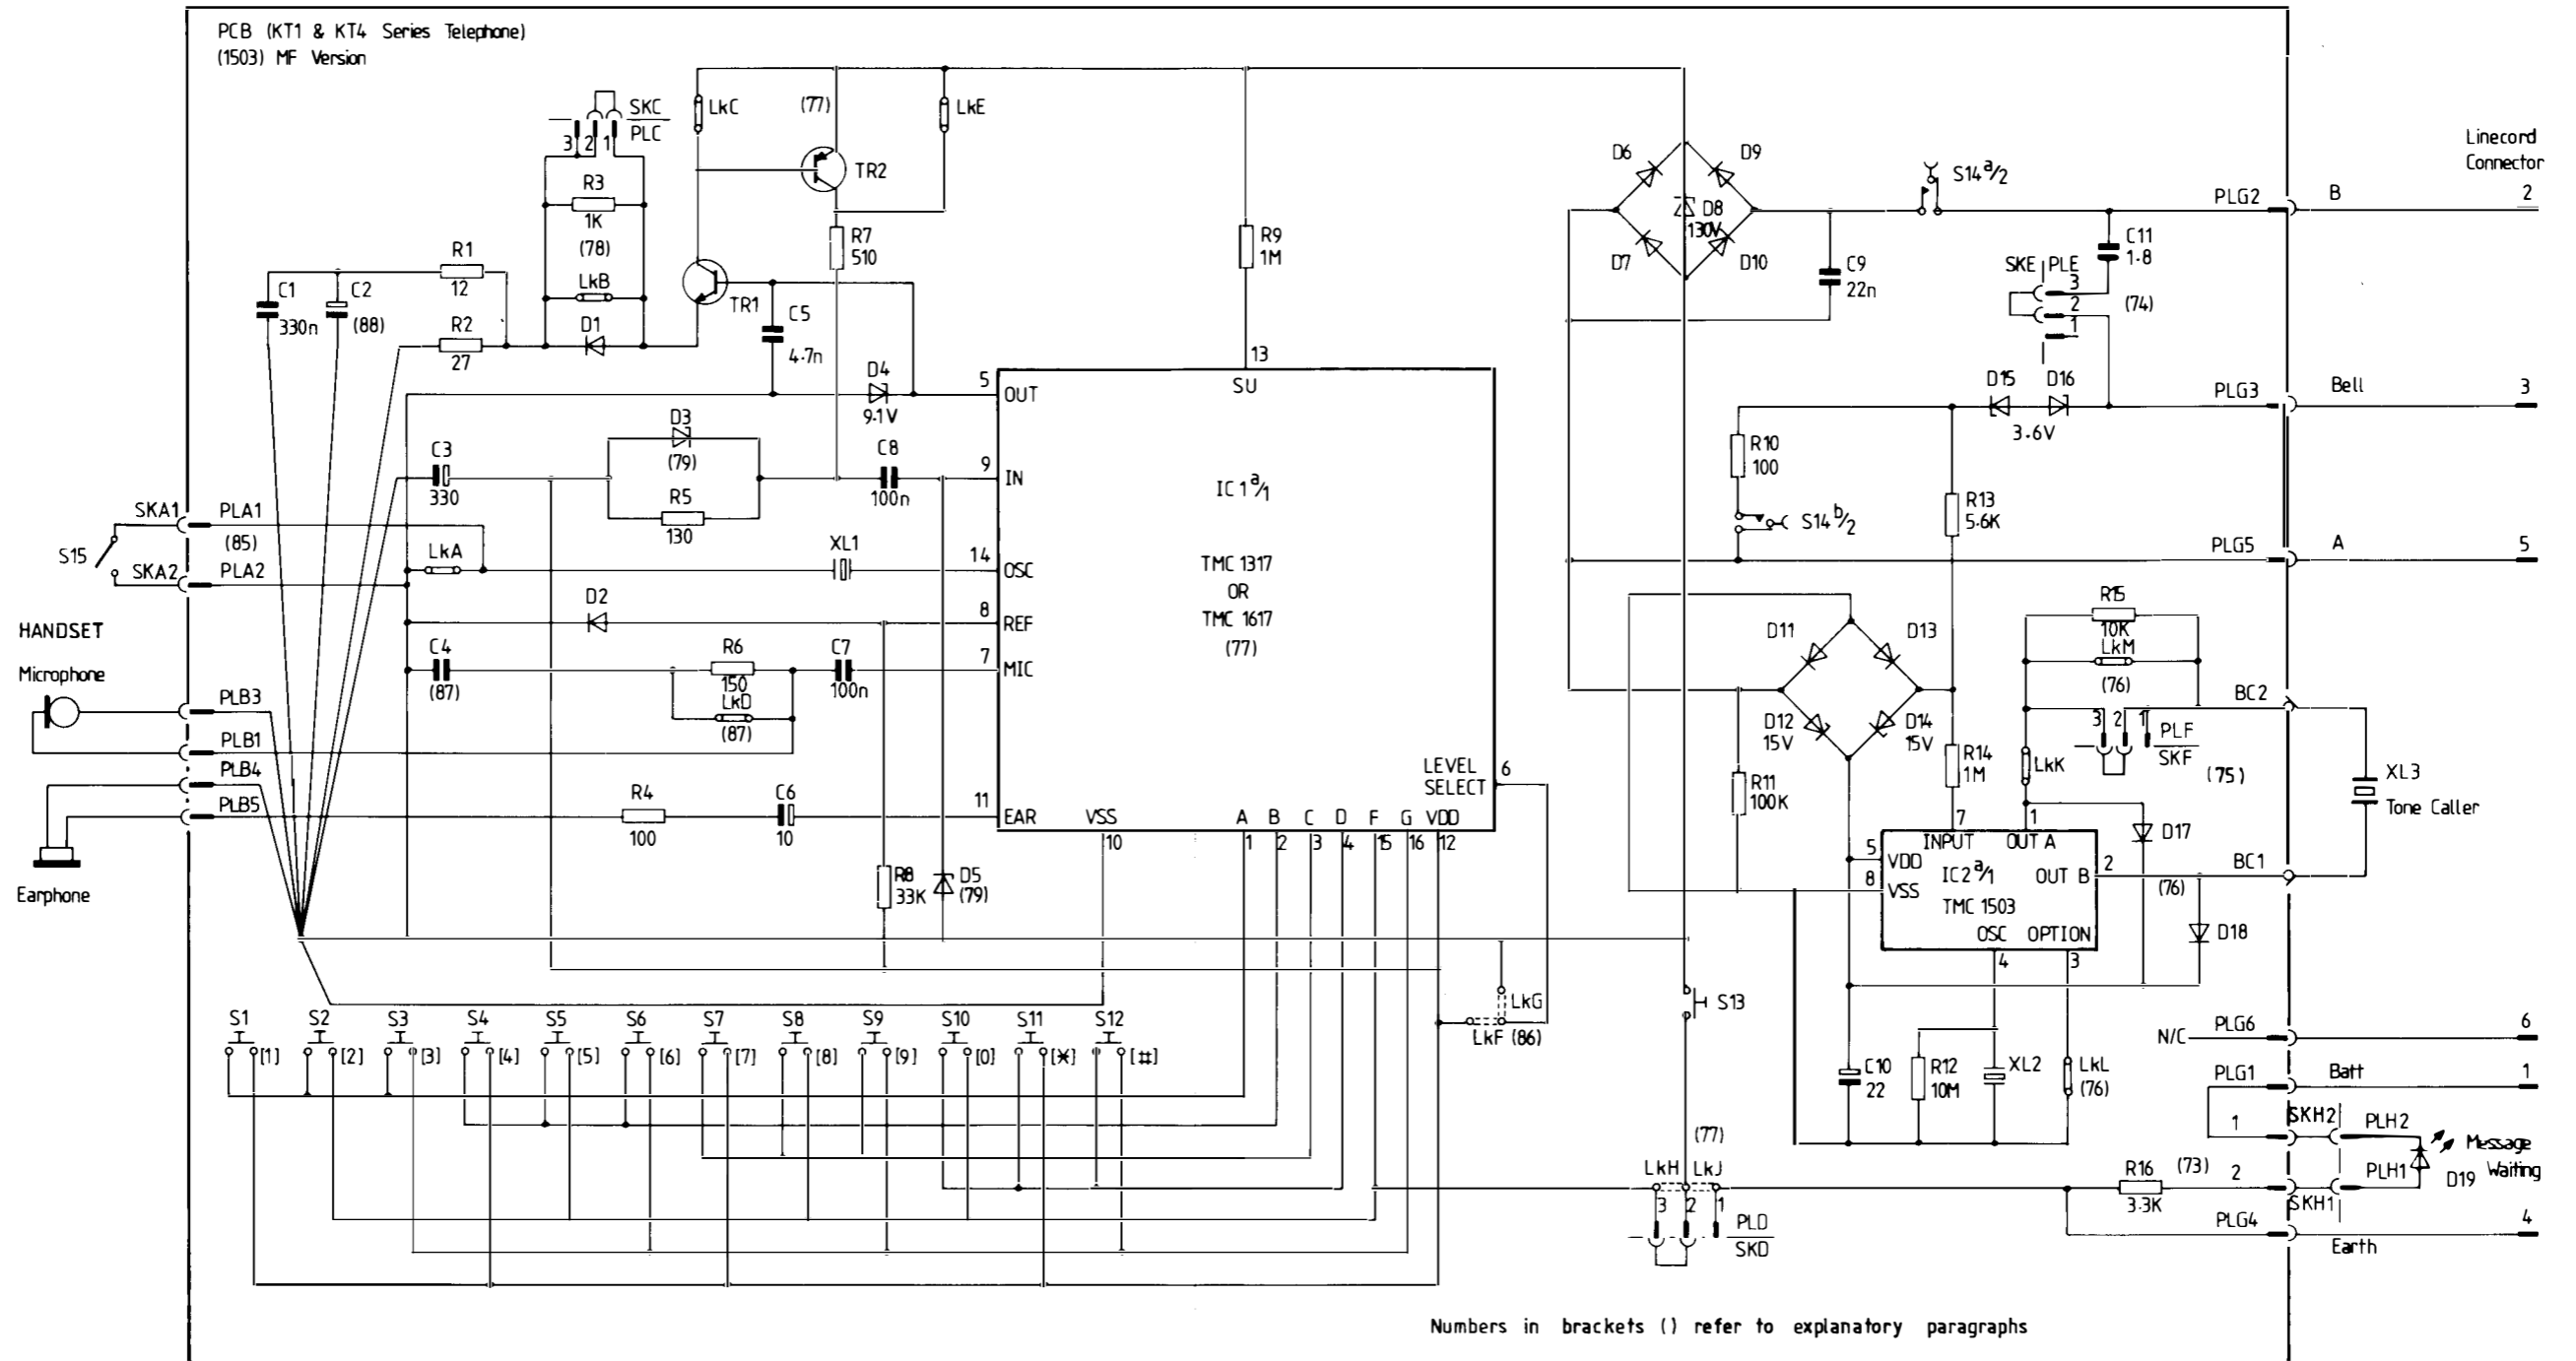 PCB (KT1 & KT4 Series Telephone)
(1503) MF Version
SKC
PLC
3 2 1
R3
1K
(78)
LkB
D1
LkC
(77)
LkE
TR2
R7
510
TR1
C5
4.7n
R9
1M
R1
12
R2
27
C1
330n
C2
(88)
D4
9.1V
D3
(79)
R5
130
C3
330
C8
100n
SKA1
PLA1
(85)
S15
SKA2
PLA2
LkA
XL1
D2
C4
(87)
R6
150
LkD
(87)
C7
100n
HANDSET
Microphone
PLB3
PLB1
PLB4
PLB5
Earphone
R4
100
C6
10
R8
33K
D5
(79)
13
SU
5 OUT
9 IN
14 OSC
8 REF
7 MIC
11 EAR
IC1 a/1
TMC 1317
OR
TMC 1617
(77)
LEVEL
SELECT
6
VSS A B C D F G VDD
10 1 2 3 4 15 16 12
LkG
LkF (86)
S1 S2 S3 S4 S5 S6 S7 S8 S9 S10 S11 S12
[1] [2] [3] [4] [5] [6] [7] [8] [9] [0] [*] [#]
D6
D9
D8
130V
D7
D10
C9
22n
S14 a/2
C11
1.8
SKE PLE
3
2
1
(74)
D15 D16
3.6V
R10
100
S14 b/2
R13
5.6K
Linecord
Connector
PLG2 B 2
PLG3 Bell 3
PLG5 A 5
D11
D13
D12
15V
D14
15V
R14
1M
R11
100K
R15
10K
LkM
(76)
BC2
3 2 1
PLF
SKF
(75)
LkK
XL3
Tone Caller
D17
BC1
(76)
D18
7 1
INPUT OUT A
5 VDD
8 VSS
IC2 a/1
TMC 1503
OUT B 2
OSC OPTION
4 3
C10
22
R12
10M
XL2
LkL
(76)
S13
(77)
LkH LkJ
3 2 1
PLD
SKD
N/C PLG6 6
PLG1 Batt 1
1 SKH2 PLH2
Message
Waiting
R16
3.3K
(73)
2 SKH1 PLH1
D19
PLG4 Earth 4
Numbers in brackets () refer to explanatory paragraphs